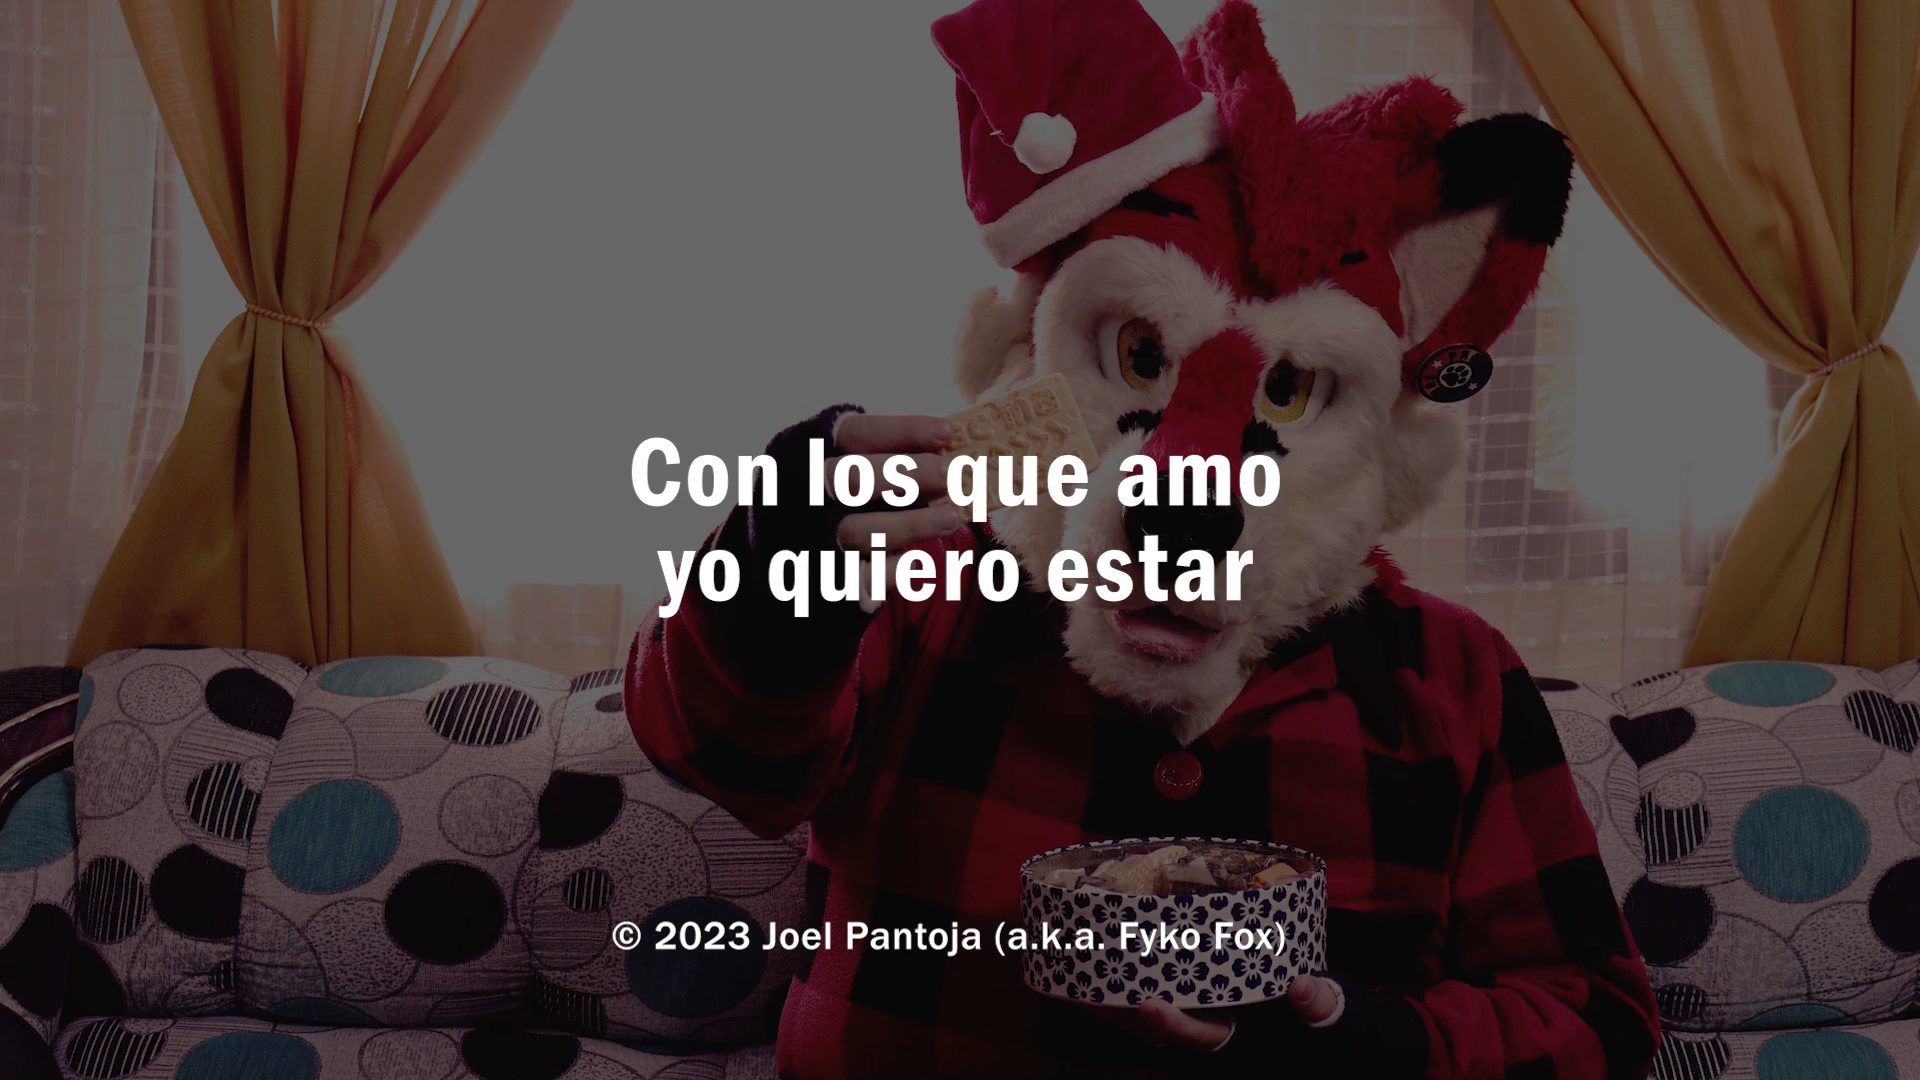 Con los que amo
yo quiero estar
© 2023 Joel Pantoja (a.k.a. Fyko Fox)